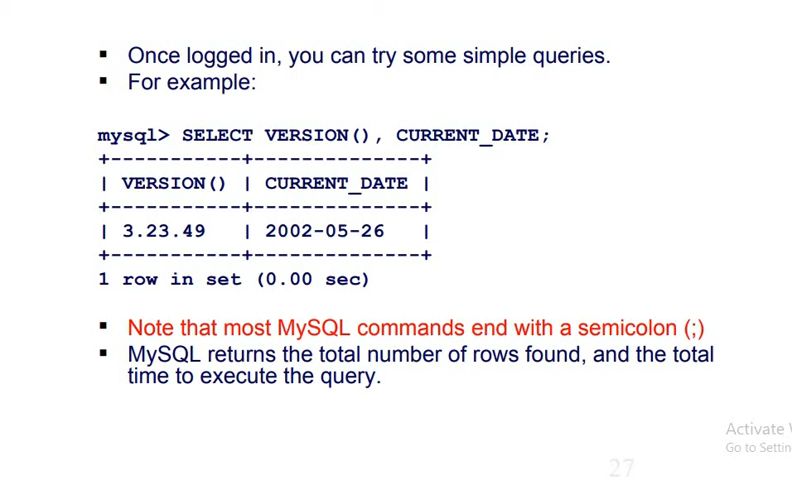 ▪ Once logged in, you can try some simple queries.
▪ For example:
mysql> SELECT VERSION(), CURRENT_DATE;
+-----------+--------------+
| VERSION() | CURRENT_DATE |
+-----------+--------------+
| 3.23.49   | 2002-05-26   |
+-----------+--------------+
1 row in set (0.00 sec)
▪ Note that most MySQL commands end with a semicolon (;)
▪ MySQL returns the total number of rows found, and the total
time to execute the query.
Activate
Go to
27